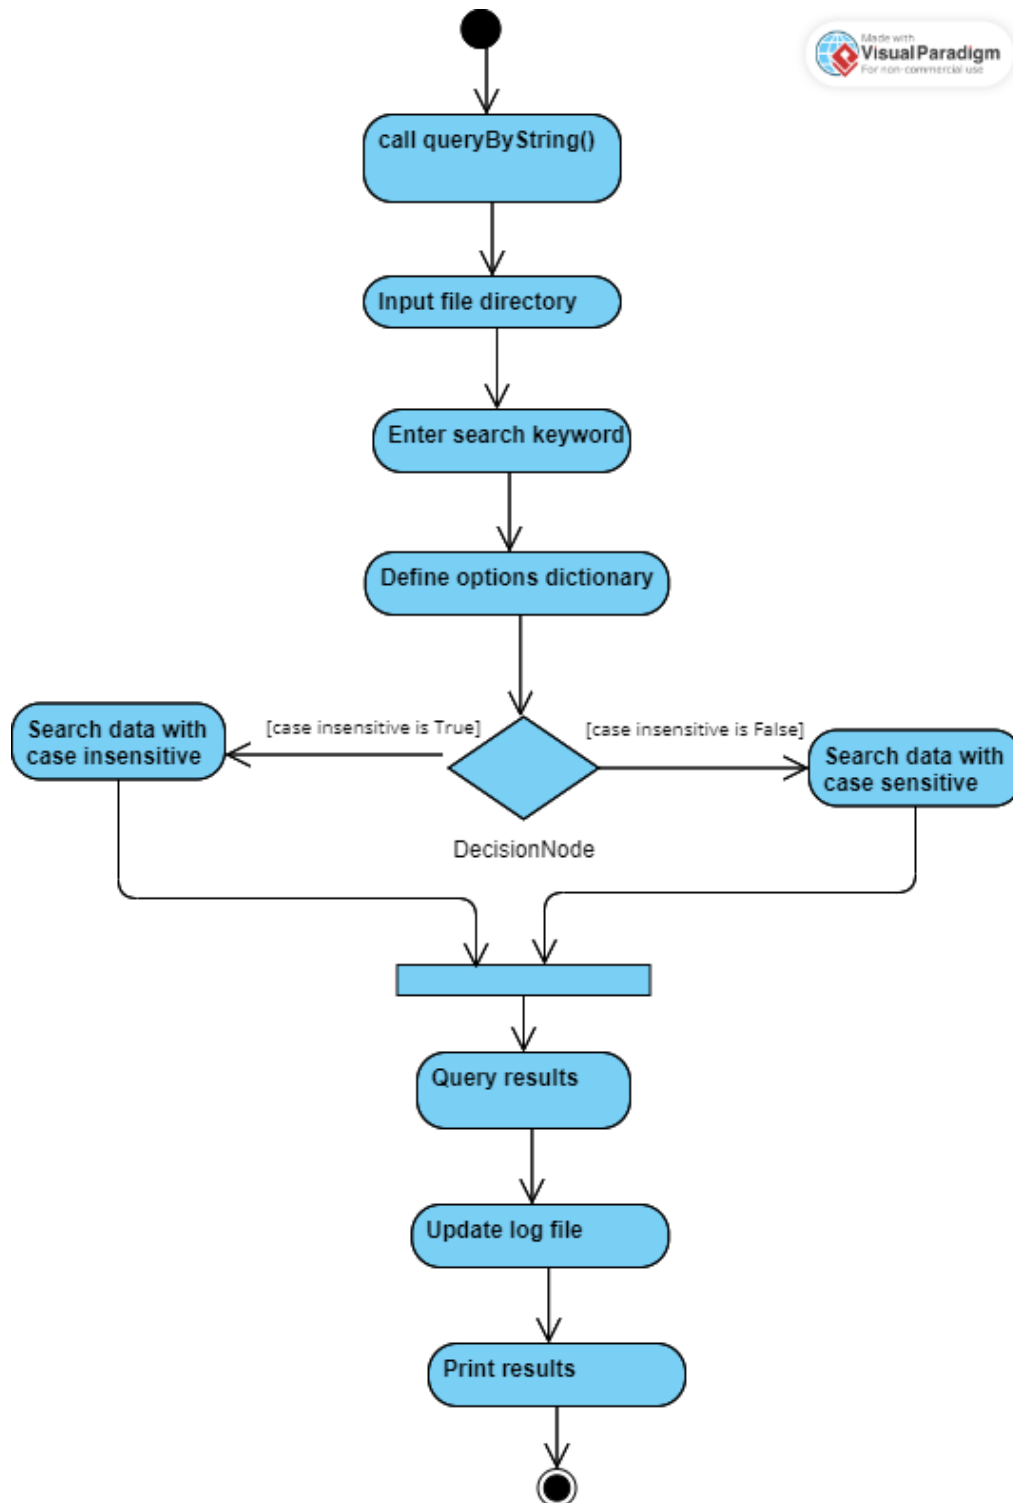 Made with
VisualParadigm
For non-commercial use
call queryByString()
Input file directory
Enter search keyword
Define options dictionary
[case insensitive is True]
[case insensitive is False]
Search data with
case insensitive
Search data with
case sensitive
DecisionNode
Query results
Update log file
Print results